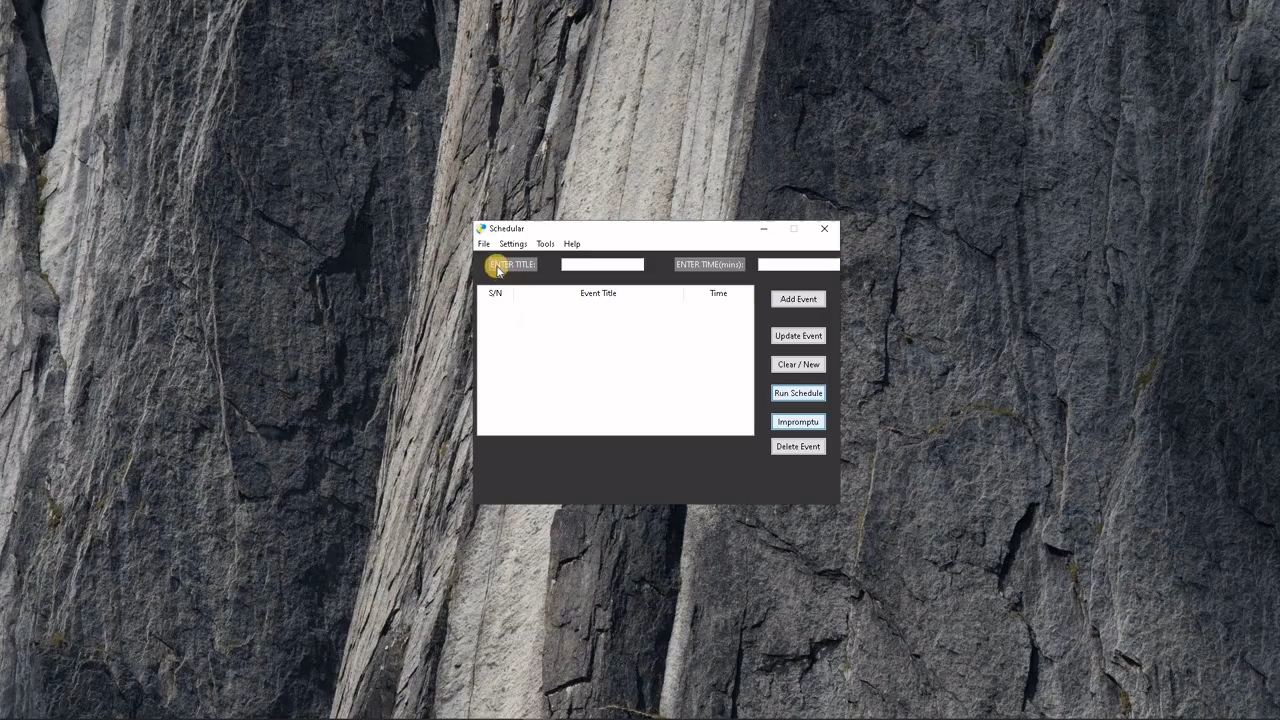 Schedular
File Settings Tools Help
ENTER TITLE: ENTER TIME(mins):
S/N Event Title Time
Add Event
Update Event
Clear / New
Run Schedule
Impromptu
Delete Event